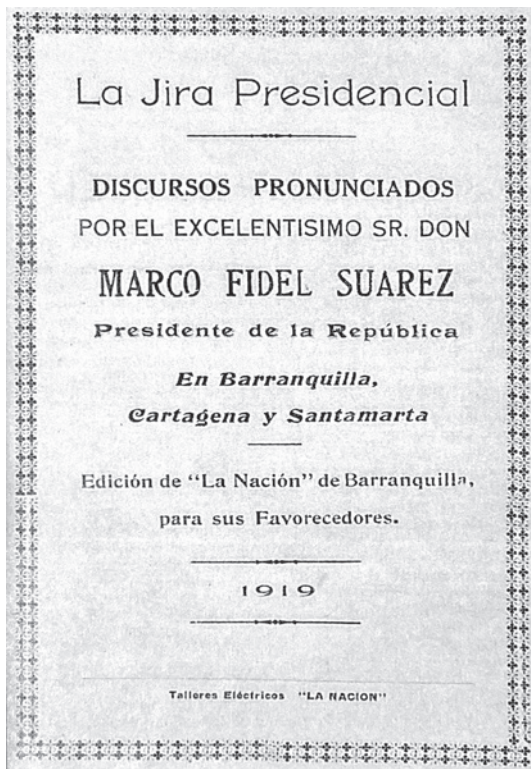 La Jira Presidencial
DISCURSOS PRONUNCIADOS
POR EL EXCELENTISIMO SR. DON
MARCO FIDEL SUAREZ
Presidente de la República
En Barranquilla,
Cartagena y Santamarta
Edición de “La Nación” de Barranquilla,
para sus Favorecedores.
1919
Talleres Eléctricos "LA NACION"